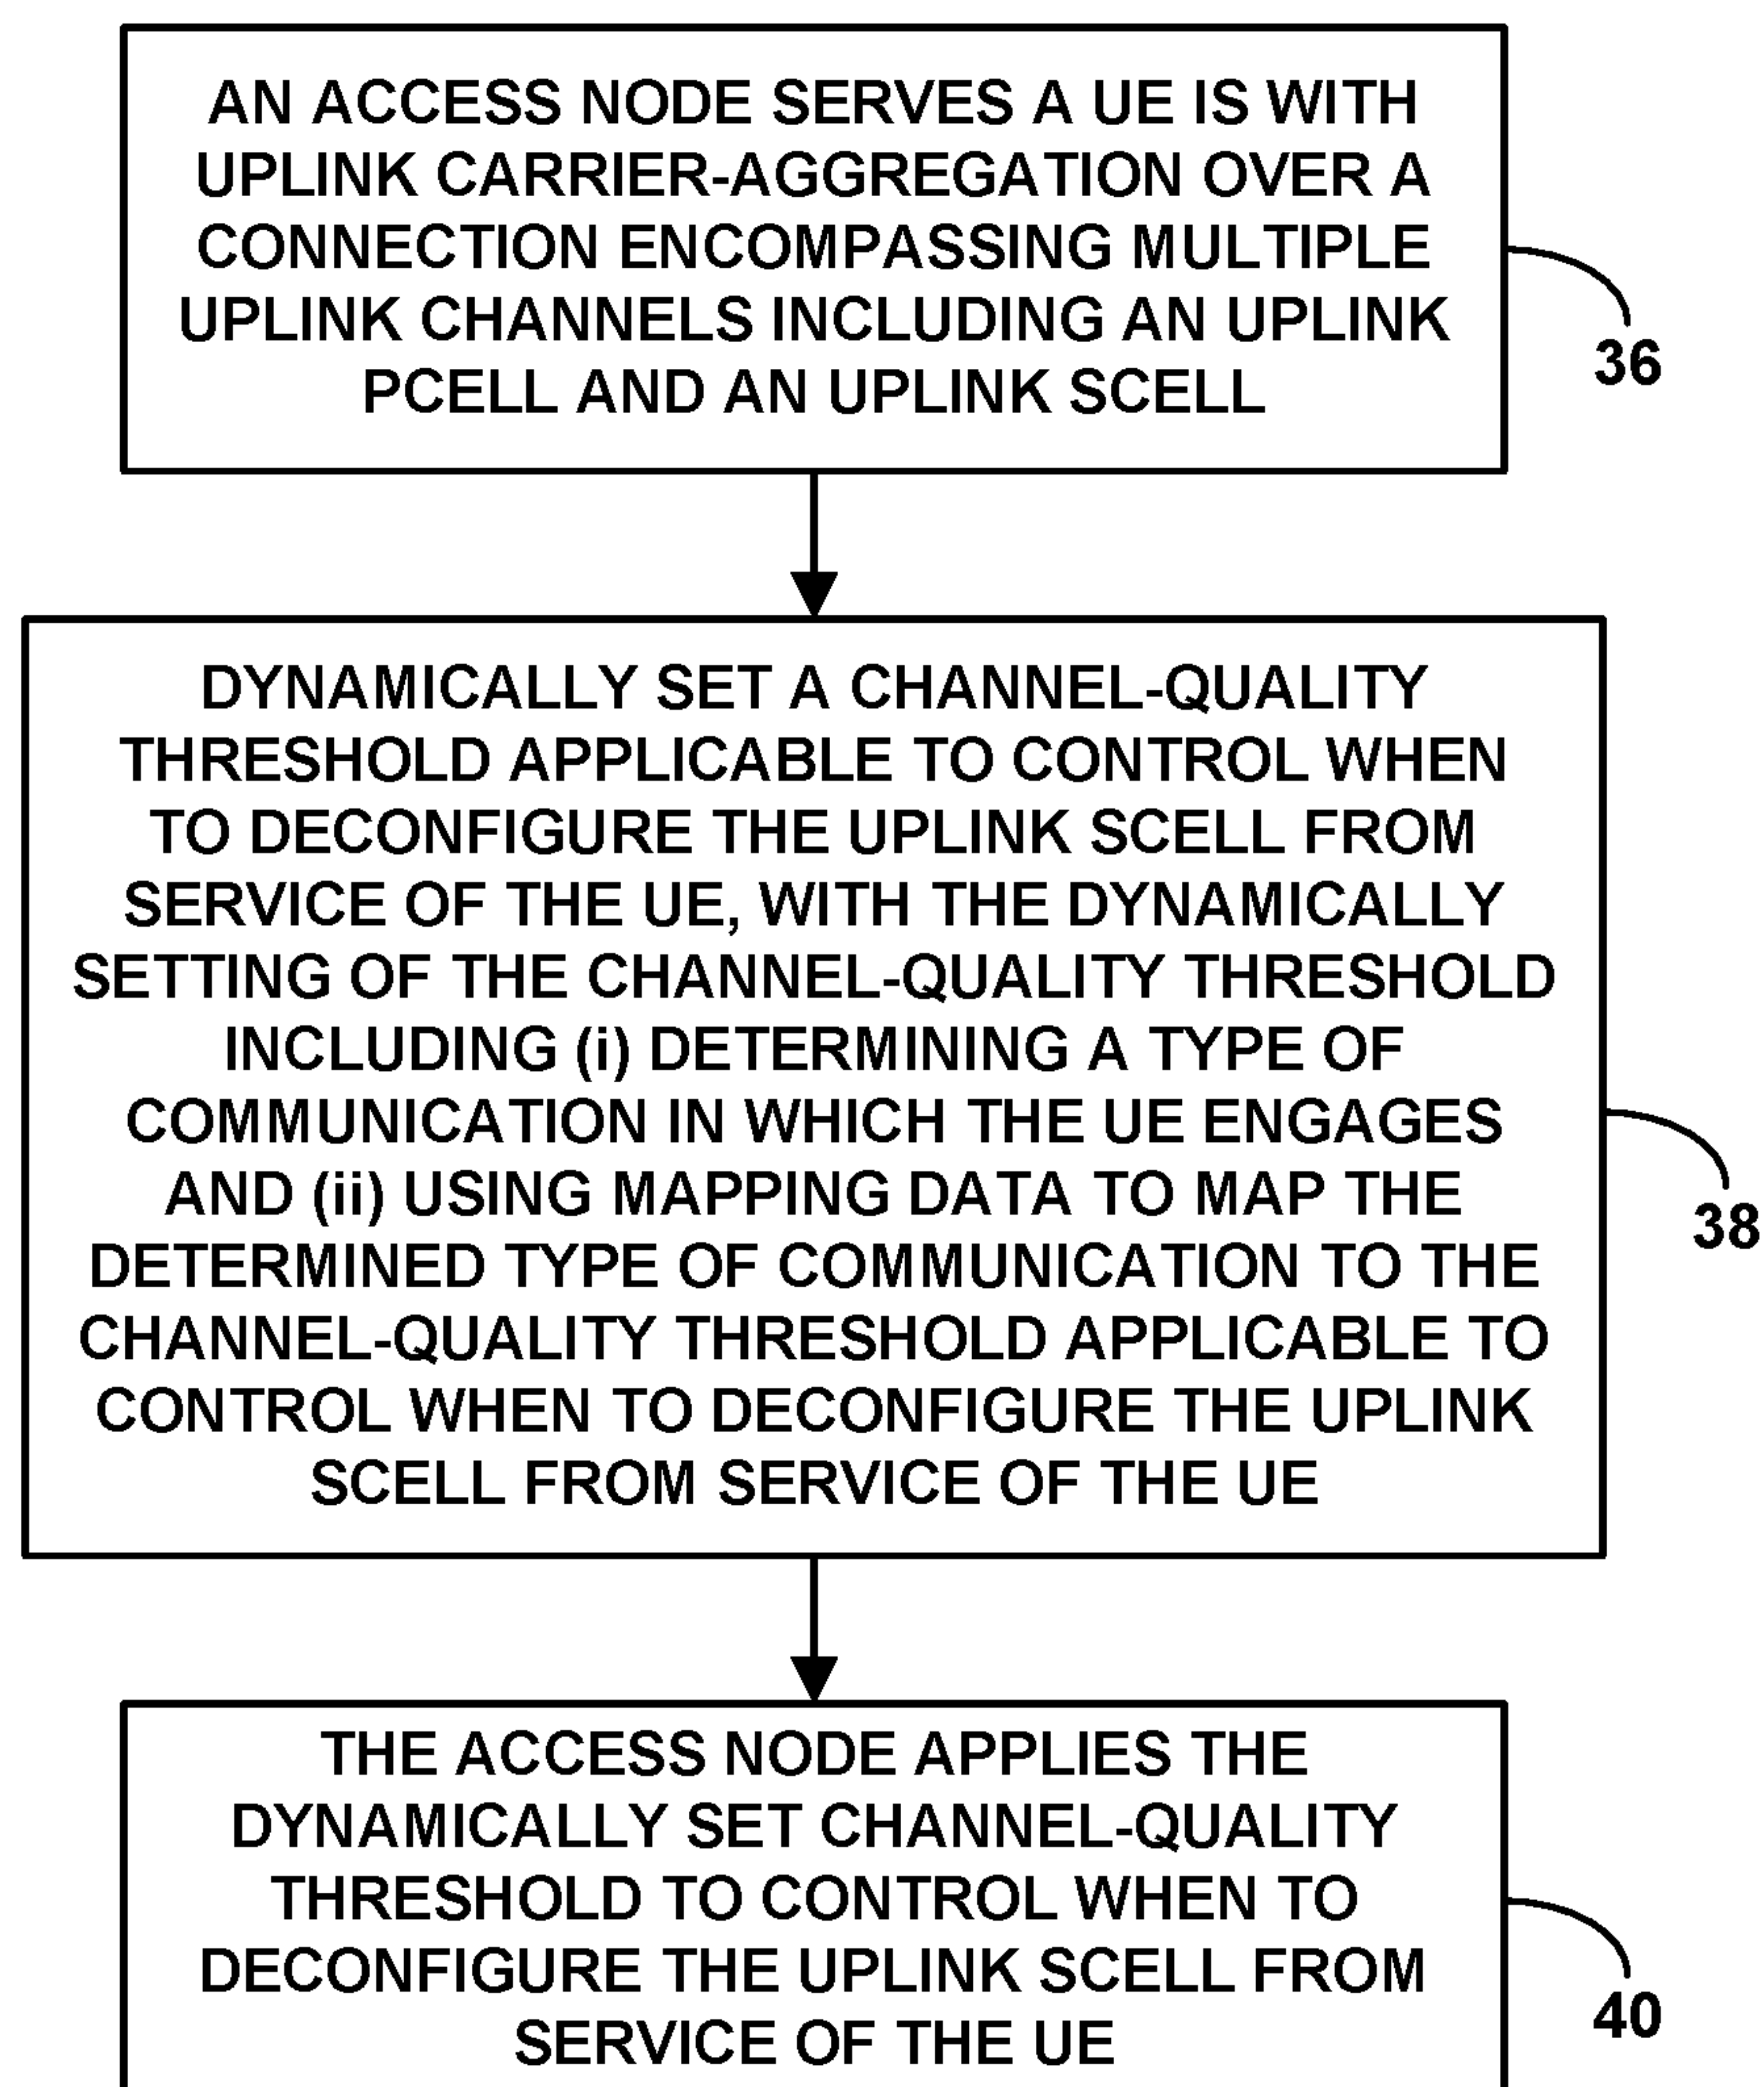 AN ACCESS NODE SERVES A UE IS WITH
UPLINK CARRIER-AGGREGATION OVER A
CONNECTION ENCOMPASSING MULTIPLE
UPLINK CHANNELS INCLUDING AN UPLINK
PCELL AND AN UPLINK SCELL
36
DYNAMICALLY SET A CHANNEL-QUALITY
THRESHOLD APPLICABLE TO CONTROL WHEN
TO DECONFIGURE THE UPLINK SCELL FROM
SERVICE OF THE UE, WITH THE DYNAMICALLY
SETTING OF THE CHANNEL-QUALITY THRESHOLD
INCLUDING (i) DETERMINING A TYPE OF
COMMUNICATION IN WHICH THE UE ENGAGES
AND (ii) USING MAPPING DATA TO MAP THE
DETERMINED TYPE OF COMMUNICATION TO THE
CHANNEL-QUALITY THRESHOLD APPLICABLE TO
CONTROL WHEN TO DECONFIGURE THE UPLINK
SCELL FROM SERVICE OF THE UE
38
THE ACCESS NODE APPLIES THE
DYNAMICALLY SET CHANNEL-QUALITY
THRESHOLD TO CONTROL WHEN TO
DECONFIGURE THE UPLINK SCELL FROM
SERVICE OF THE UE
40